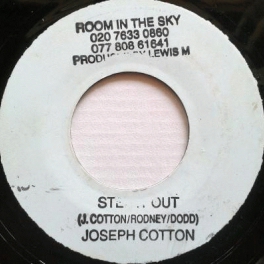 ROOM IN THE SKY
020 7633 0860
077 808 61641
LEWIS M
OUT
(J. COTTON/RODNEY/DODD)
JOSEPH COTTON